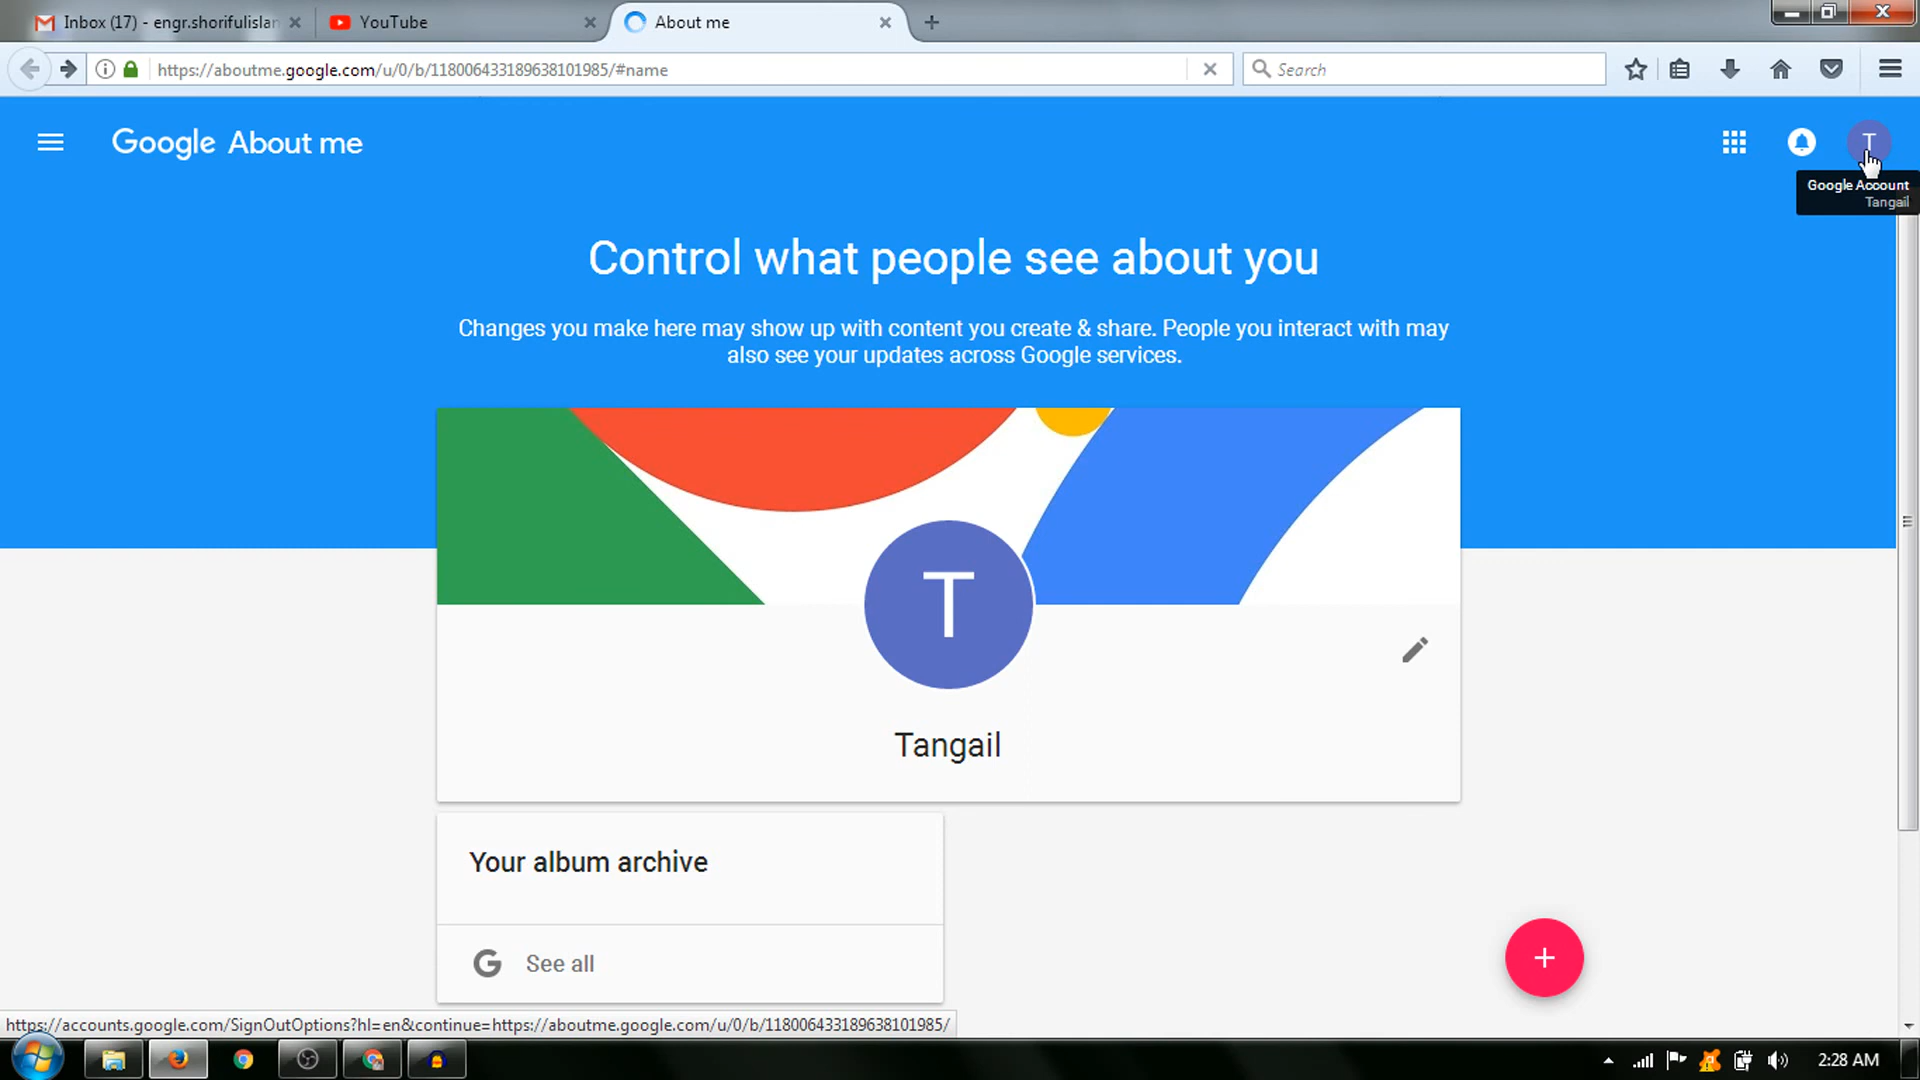 Inbox (17) - engr.shorifulislar
YouTube
About me
https://aboutme.google.com/u/0/b/118006433189638101985/#name
Search
Google About me
T
Google Account
Tangail
Control what people see about you
Changes you make here may show up with content you create & share. People you interact with may
also see your updates across Google services.
T
Tangail
Your album archive
G See all
https://accounts.google.com/SignOutOptions?hl=en&continue=https://aboutme.google.com/u/0/b/118006433189638101985/
2:28 AM